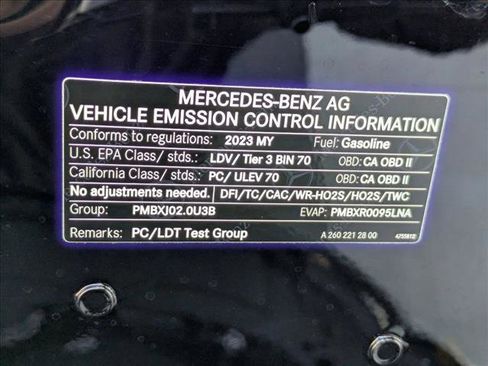 MERCEDES-BENZ AG
VEHICLE EMISSION CONTROL INFORMATION
Conforms to regulations: 2023 MY Fuel: Gasoline
U.S. EPA Class/ stds.: LDV/ Tier 3 BIN 70 OBD: CA OBD II
California Class/ stds.: PC/ ULEV 70 OBD: CA OBD II
No adjustments needed. DFI/TC/CAC/WR-HO2S/HO2S/TWC
Group: PMBXJ02.0U3B EVAP: PMBXR0095LNA
Remarks: PC/LDT Test Group A 260 221 28 00